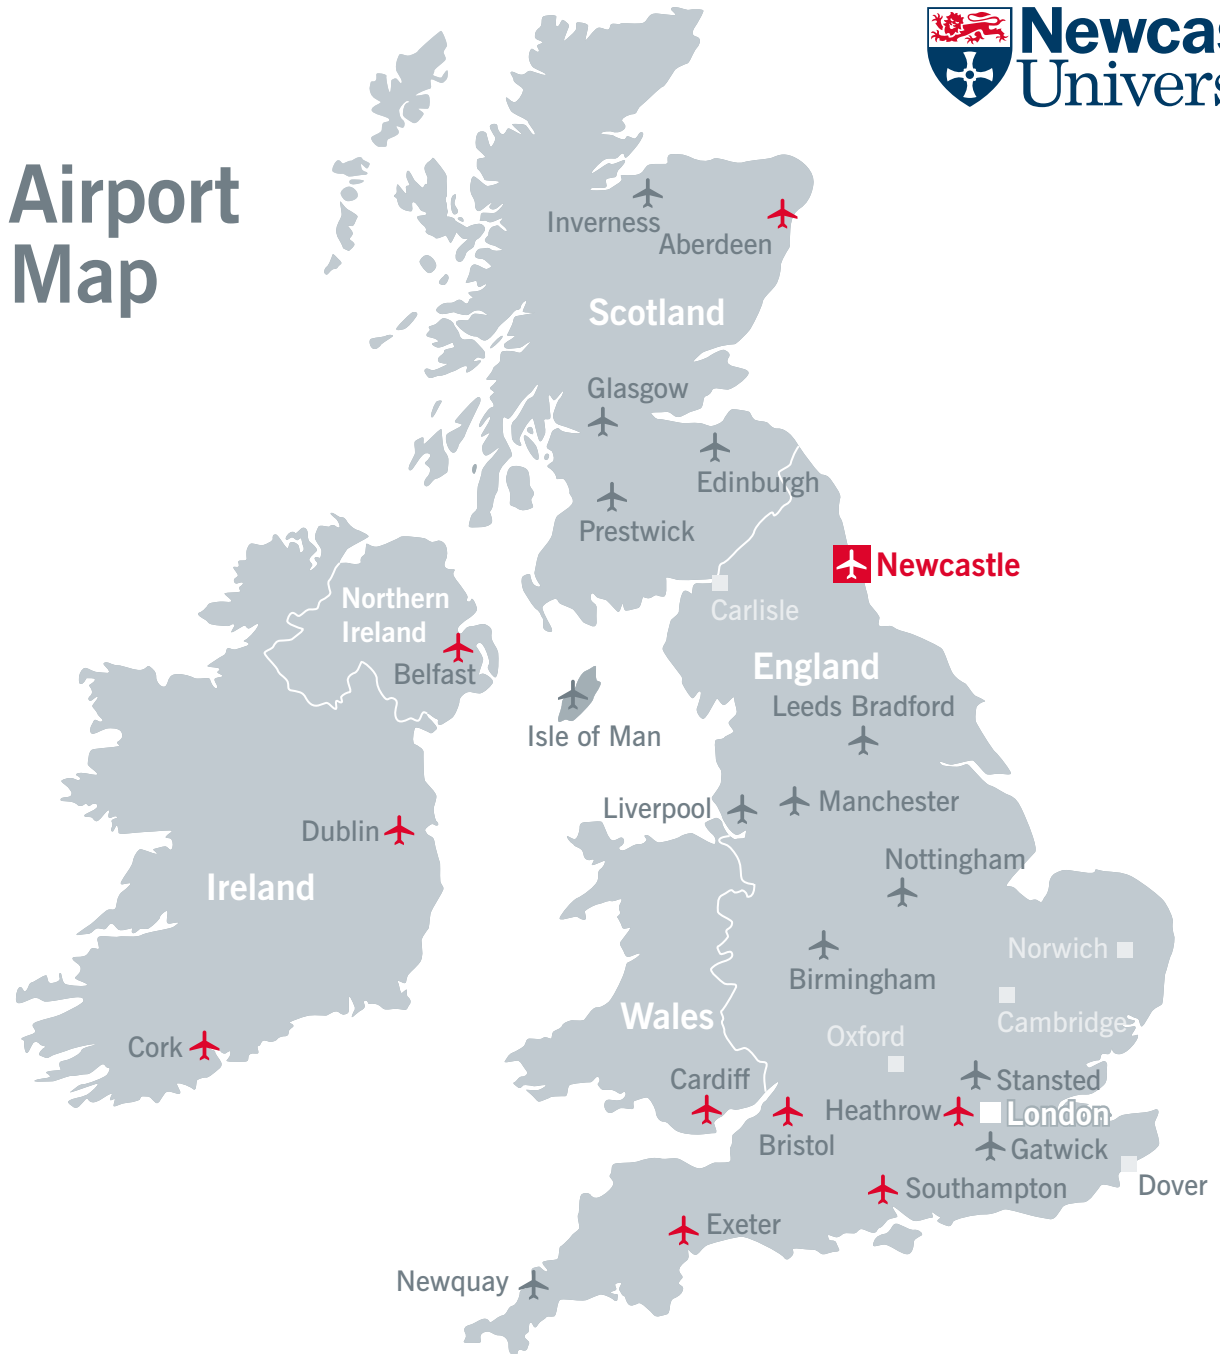 Newcas
Univers
Airport
Map
Inverness
Aberdeen
Scotland
Glasgow
Edinburgh
Prestwick
Newcastle
Northern
Ireland
Carlisle
Belfast
England
Leeds Bradford
Isle of Man
Liverpool
Manchester
Dublin
Nottingham
Ireland
Norwich
Birmingham
Wales
Cambridge
Oxford
Cork
Cardiff
Stansted
Heathrow
London
Bristol
Gatwick
Southampton
Dover
Exeter
Newquay